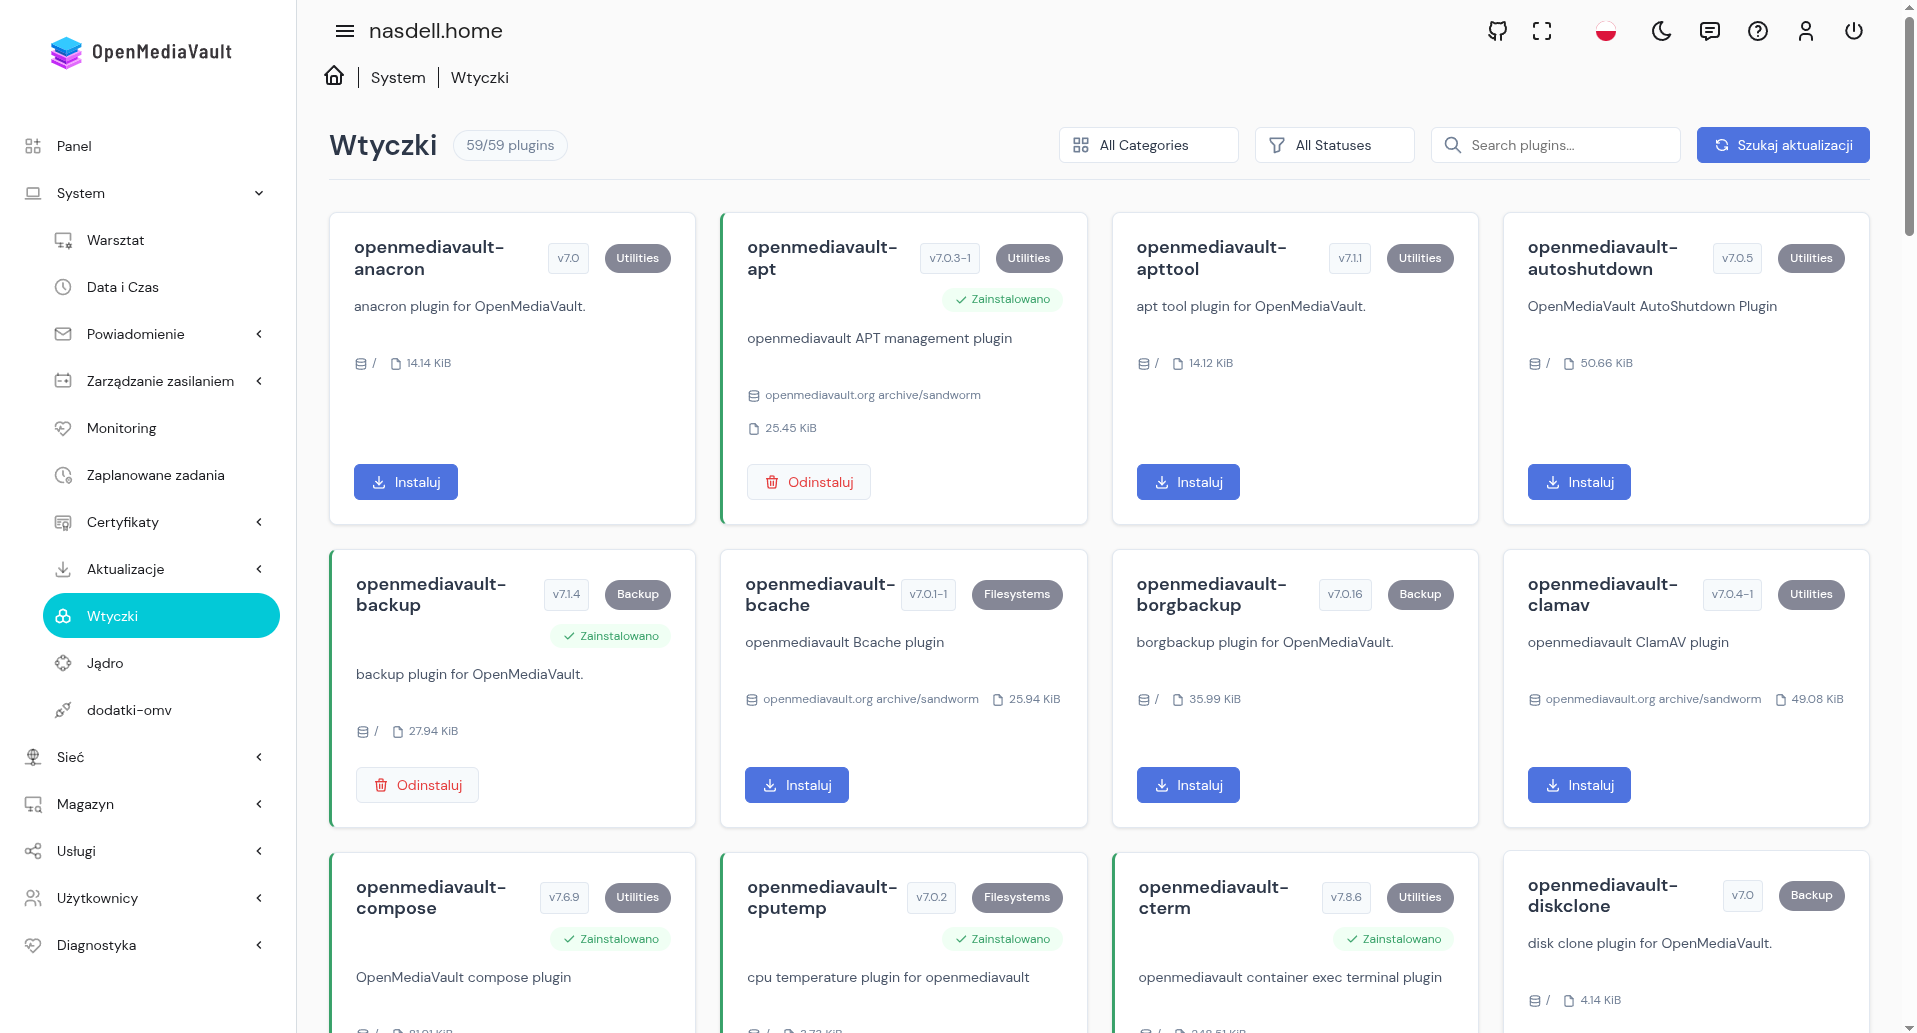 OpenMediaVault
nasdell.home
System
Wtyczki
Panel
System
Warsztat
Data i Czas
Powiadomienie
Zarządzanie zasilaniem
Monitoring
Zaplanowane zadania
Certyfikaty
Aktualizacje
Wtyczki
Jądro
dodatki-omv
Sieć
Magazyn
Usługi
Użytkownicy
Diagnostyka
Wtyczki
59/59 plugins
All Categories
All Statuses
Search plugins...
Szukaj aktualizacji
openmediavault-
anacron
v7.0
Utilities
anacron plugin for OpenMediaVault.
/
14.14 KiB
Instaluj
openmediavault-
apt
v7.0.3-1
Utilities
Zainstalowano
openmediavault APT management plugin
openmediavault.org archive/sandworm
25.45 KiB
Odinstaluj
openmediavault-
apttool
v7.1.1
Utilities
apt tool plugin for OpenMediaVault.
/
14.12 KiB
Instaluj
openmediavault-
autoshutdown
v7.0.5
Utilities
OpenMediaVault AutoShutdown Plugin
/
50.66 KiB
Instaluj
openmediavault-
backup
v7.1.4
Backup
Zainstalowano
backup plugin for OpenMediaVault.
/
27.94 KiB
Odinstaluj
openmediavault-
bcache
v7.0.1-1
Filesystems
openmediavault Bcache plugin
openmediavault.org archive/sandworm
25.94 KiB
Instaluj
openmediavault-
borgbackup
v7.0.16
Backup
borgbackup plugin for OpenMediaVault.
/
35.99 KiB
Instaluj
openmediavault-
clamav
v7.0.4-1
Utilities
openmediavault ClamAV plugin
openmediavault.org archive/sandworm
49.08 KiB
Instaluj
openmediavault-
compose
v7.6.9
Utilities
Zainstalowano
OpenMediaVault compose plugin
/
openmediavault-
cputemp
v7.0.2
Filesystems
Zainstalowano
cpu temperature plugin for openmediavault
/
openmediavault-
cterm
v7.8.6
Utilities
Zainstalowano
openmediavault container exec terminal plugin
/
openmediavault-
diskclone
v7.0
Backup
disk clone plugin for OpenMediaVault.
/
4.14 KiB